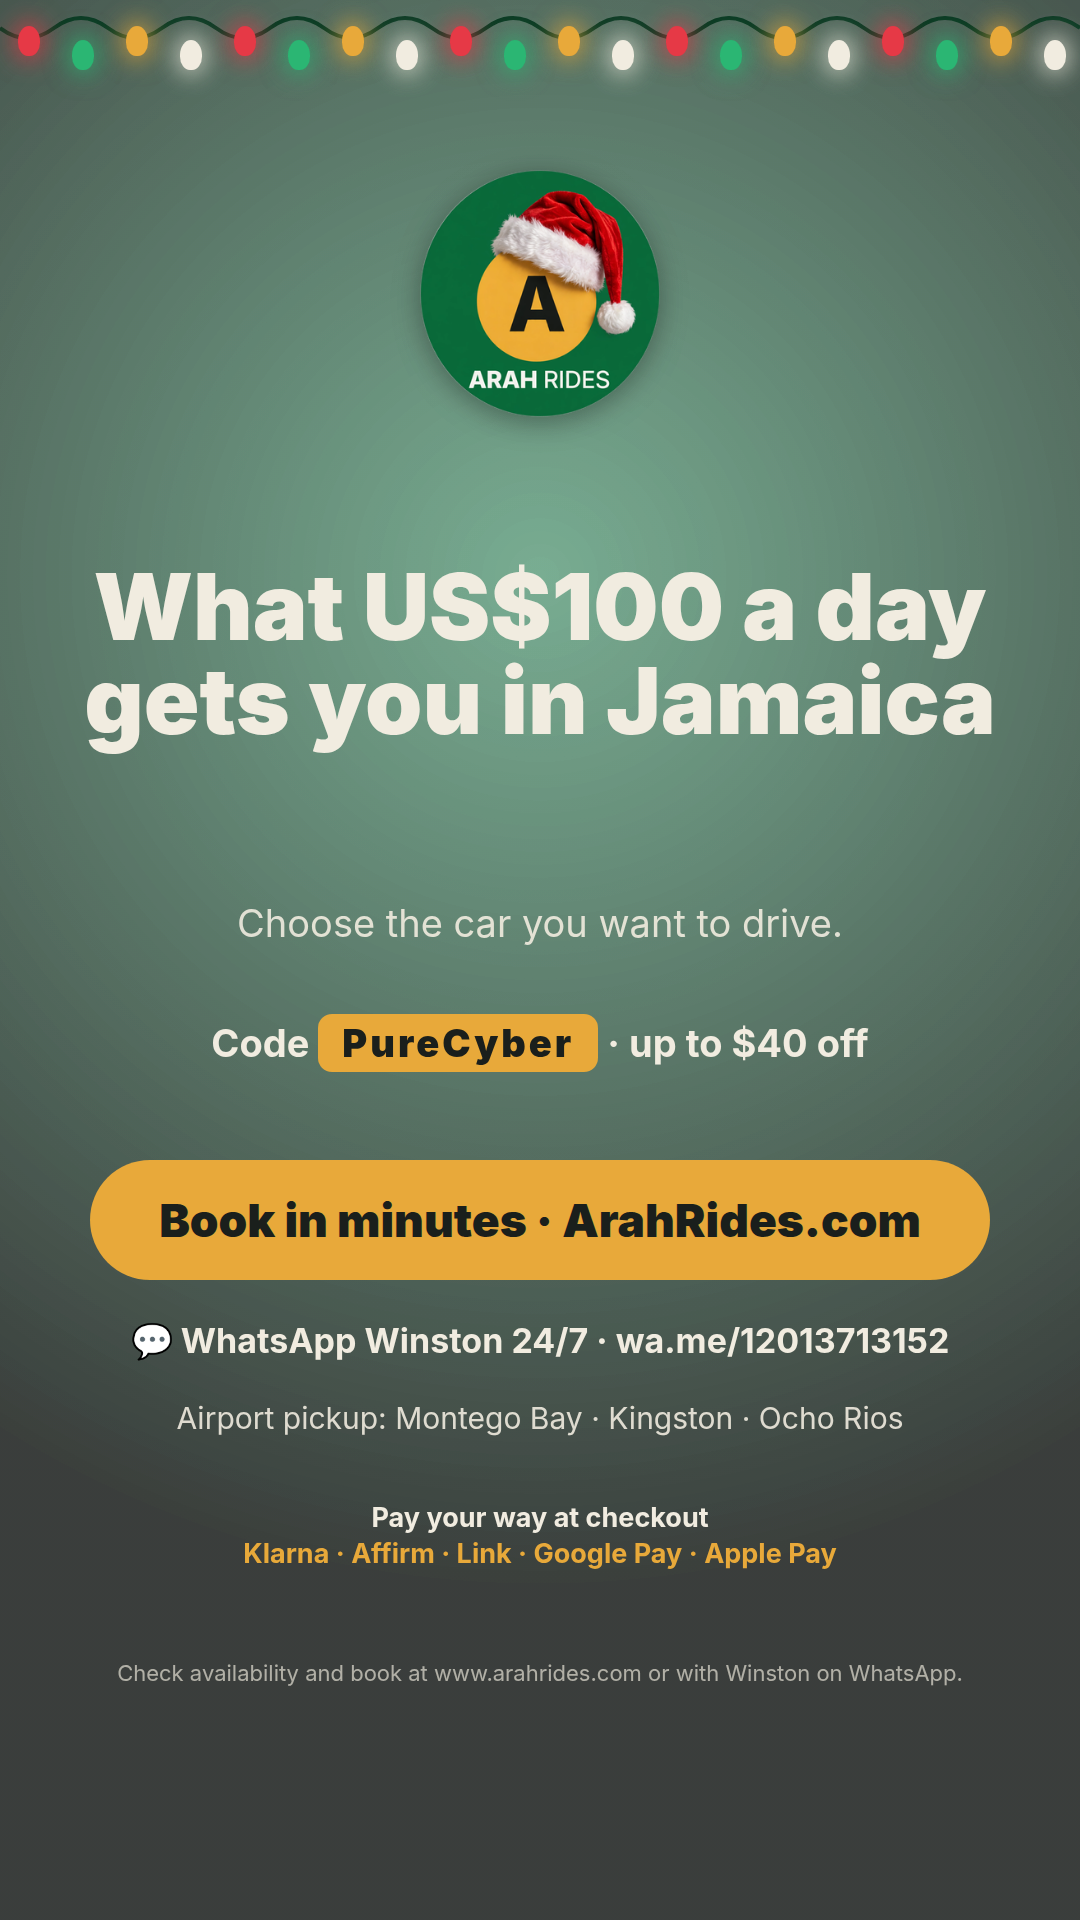 A
ARAH RIDES
What US$100 a day
gets you in Jamaica
Choose the car you want to drive.
Code PureCyber · up to $40 off
Book in minutes · ArahRides.com
💬 WhatsApp Winston 24/7 · wa.me/12013713152
Airport pickup: Montego Bay · Kingston · Ocho Rios
Pay your way at checkout
Klarna · Affirm · Link · Google Pay · Apple Pay
Check availability and book at www.arahrides.com or with Winston on WhatsApp.